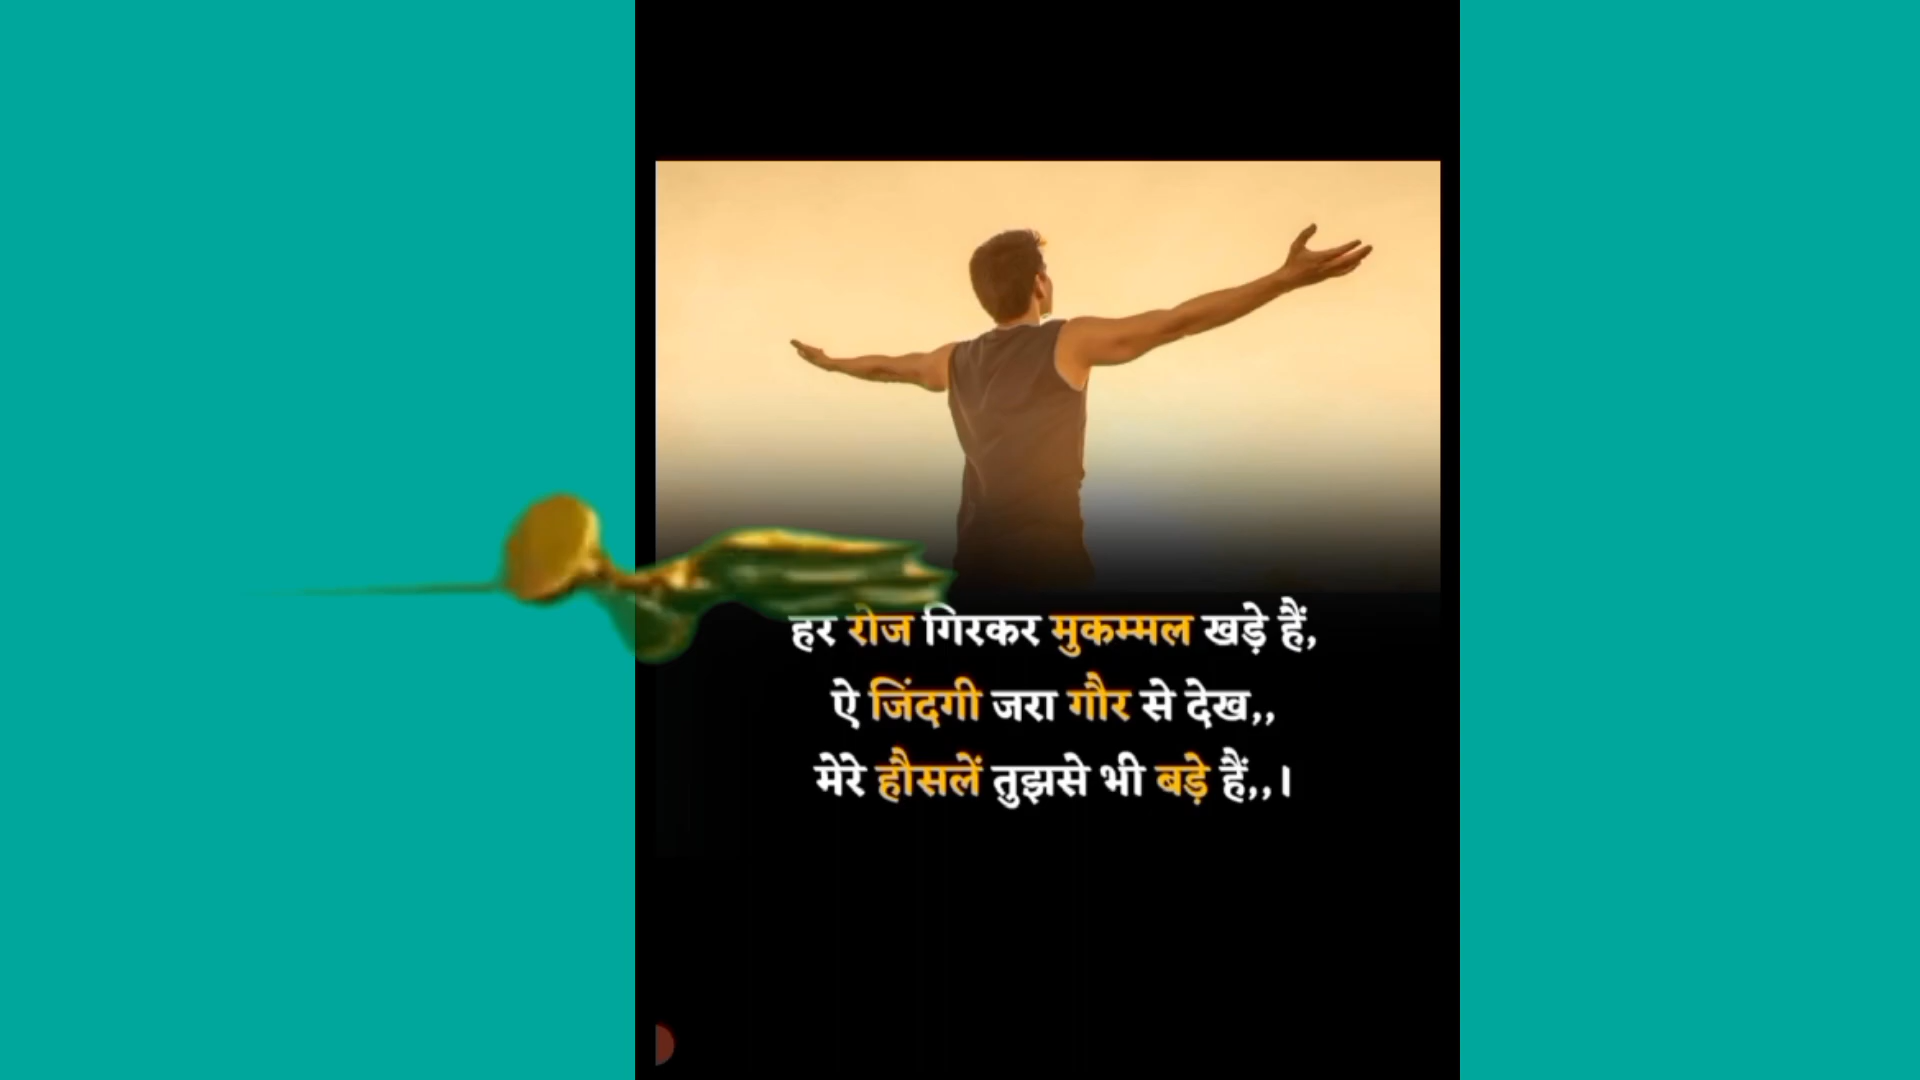 हर रोज गिरकर मुकम्मल खड़े हैं,
ऐ जिंदगी जरा गौर से देख,,
मेरे हौसलें तुझसे भी बड़े हैं,,।